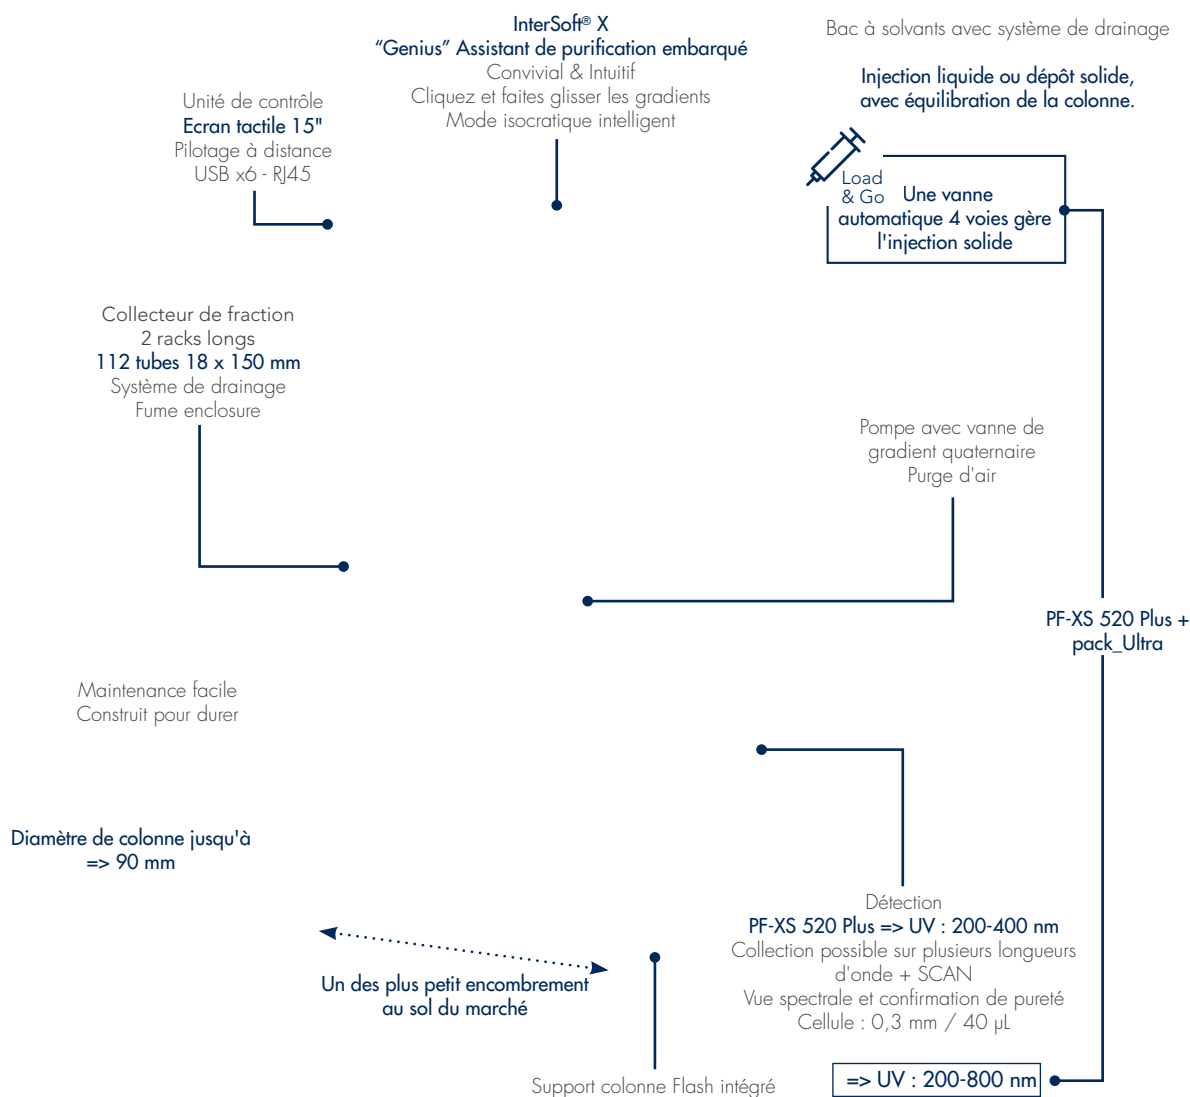 InterSoft® X
“Genius” Assistant de purification embarqué
Convivial & Intuitif
Cliquez et faites glisser les gradients
Mode isocratique intelligent
Bac à solvants avec système de drainage
Injection liquide ou dépôt solide,
avec équilibration de la colonne.
Unité de contrôle
Ecran tactile 15"
Pilotage à distance
USB x6 - RJ45
Load
& Go
Une vanne
automatique 4 voies gère
l'injection solide
Collecteur de fraction
2 racks longs
112 tubes 18 x 150 mm
Système de drainage
Fume enclosure
Pompe avec vanne de
gradient quaternaire
Purge d'air
PF-XS 520 Plus +
pack_Ultra
Maintenance facile
Construit pour durer
Diamètre de colonne jusqu'à
=> 90 mm
Un des plus petit encombrement
au sol du marché
Détection
PF-XS 520 Plus => UV : 200-400 nm
Collection possible sur plusieurs longueurs
d'onde + SCAN
Vue spectrale et confirmation de pureté
Cellule : 0,3 mm / 40 µL
Support colonne Flash intégré
=> UV : 200-800 nm